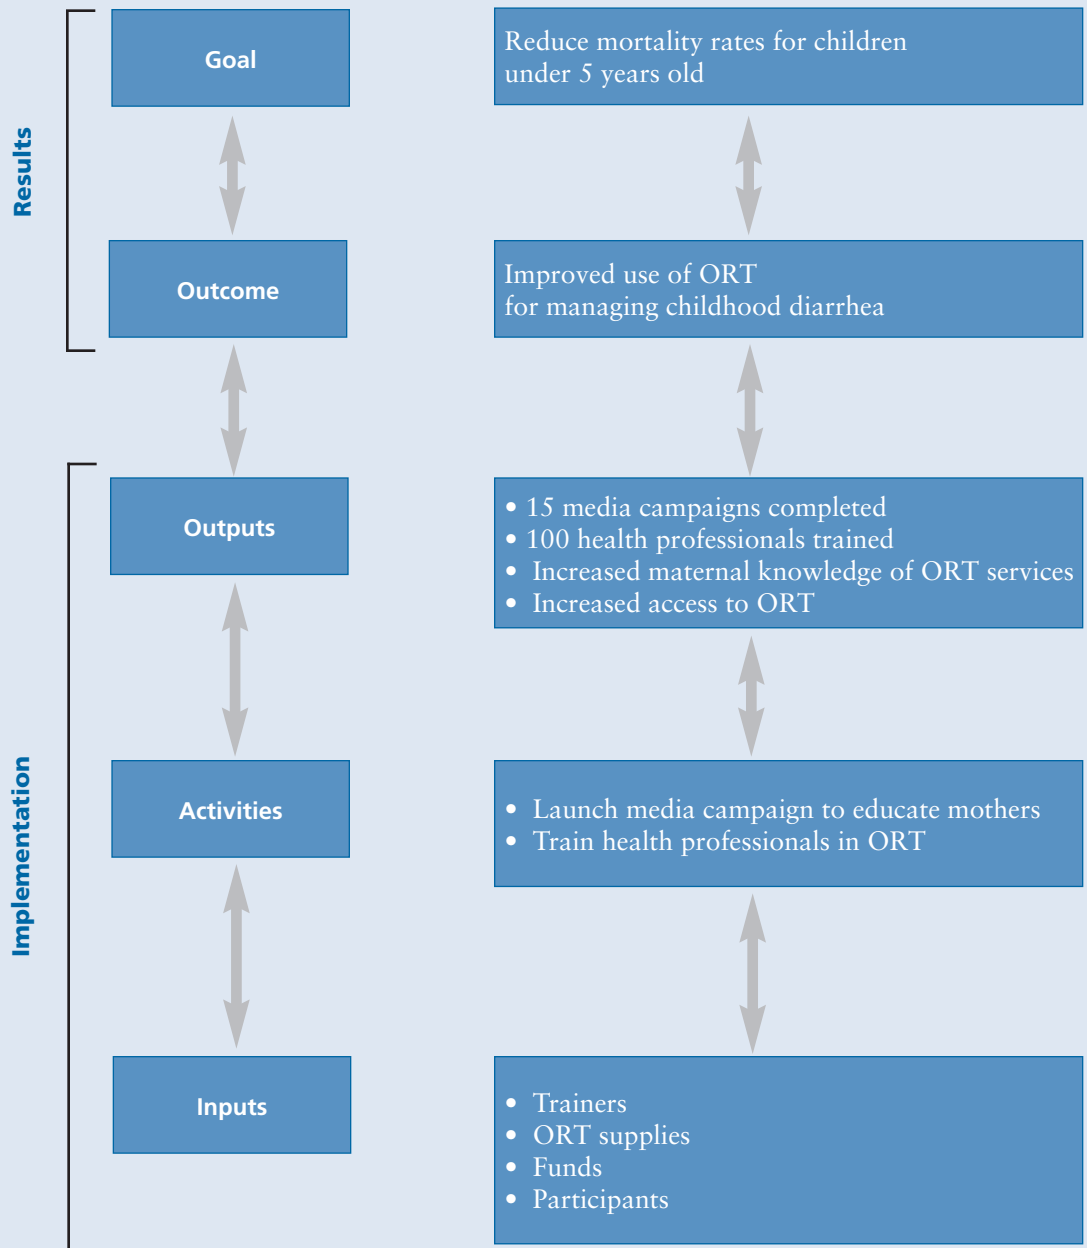 Results
Goal
Reduce mortality rates for children
under 5 years old
Outcome
Improved use of ORT
for managing childhood diarrhea
Implementation
Outputs
• 15 media campaigns completed
• 100 health professionals trained
• Increased maternal knowledge of ORT services
• Increased access to ORT
Activities
• Launch media campaign to educate mothers
• Train health professionals in ORT
Inputs
• Trainers
• ORT supplies
• Funds
• Participants